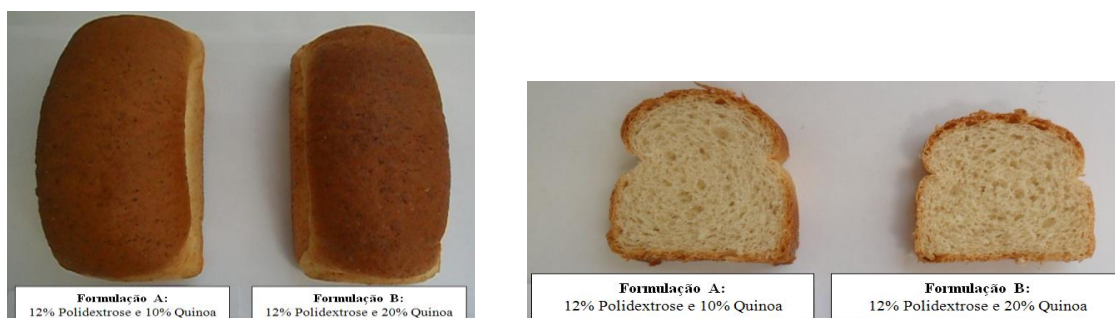 Formulação A:
12% Polidextrose e 10% Quinoa
Formulação B:
12% Polidextrose e 20% Quinoa
Formulação A:
12% Polidextrose e 10% Quinoa
Formulação B:
12% Polidextrose e 20% Quinoa